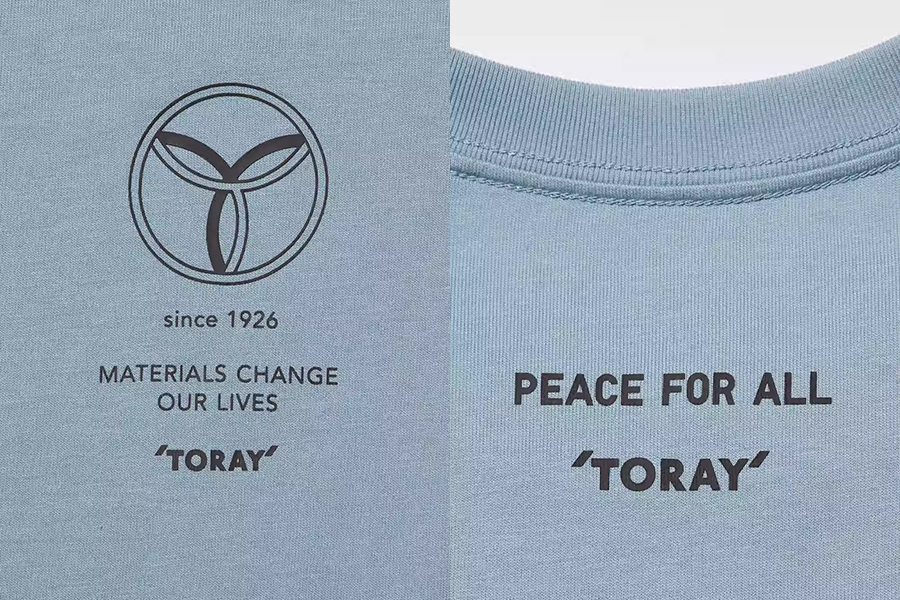 since 1926
MATERIALS CHANGE
OUR LIVES
'TORAY'
PEACE FOR ALL
'TORAY'